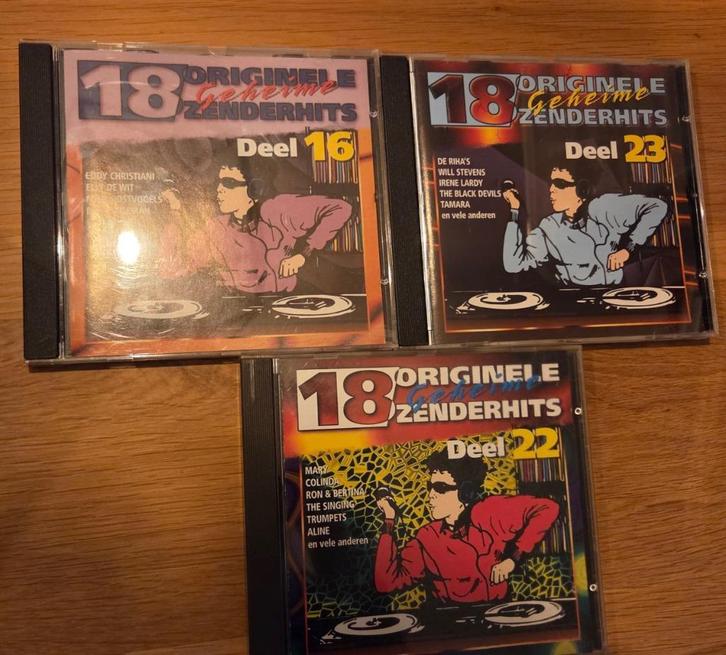 18 ORIGINELE
Geheime
ZENDERHITS
Deel 16
EDDY CHRISTIANI
ELLY DE WIT
18 ORIGINELE
Geheime
ZENDERHITS
Deel 23
DE RIHA'S
WILL STEVENS
IRENE LARDY
THE BLACK DEVILS
TAMARA
en vele anderen
18 ORIGINELE
Geheime
ZENDERHITS
Deel 22
MARY
COLINDA
RON & BERTINA
THE SINGING
TRUMPETS
ALINE
en vele anderen